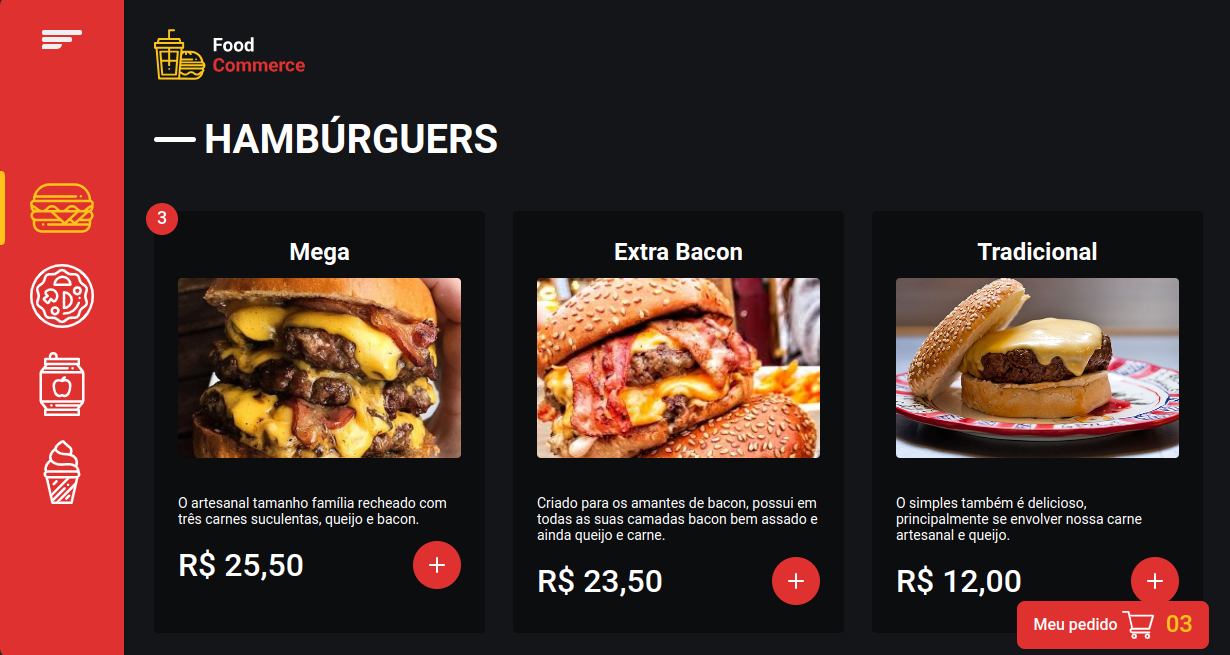 Food
Commerce
HAMBÚRGUERS
3
Mega
O artesanal tamanho família recheado com
três carnes suculentas, queijo e bacon.
R$ 25,50
Extra Bacon
Criado para os amantes de bacon, possui em
todas as suas camadas bacon bem assado e
ainda queijo e carne.
R$ 23,50
Tradicional
O simples também é delicioso,
principalmente se envolver nossa carne
artesanal e queijo.
R$ 12,00
Meu pedido 03